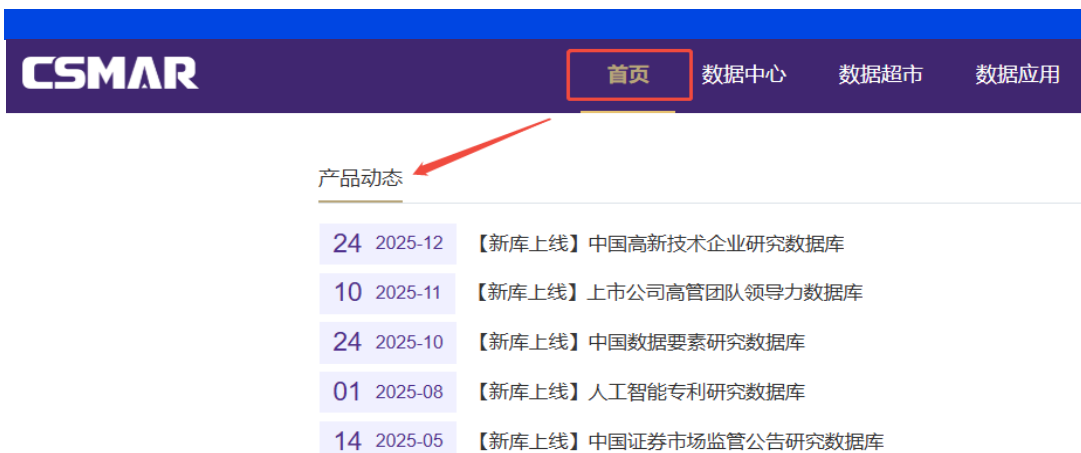 CSMAR 首页 数据中心 数据超市 数据应用
产品动态
24 2025-12 【新库上线】中国高新技术企业研究数据库
10 2025-11 【新库上线】上市公司高管团队领导力数据库
24 2025-10 【新库上线】中国数据要素研究数据库
01 2025-08 【新库上线】人工智能专利研究数据库
14 2025-05 【新库上线】中国证券市场监管公告研究数据库